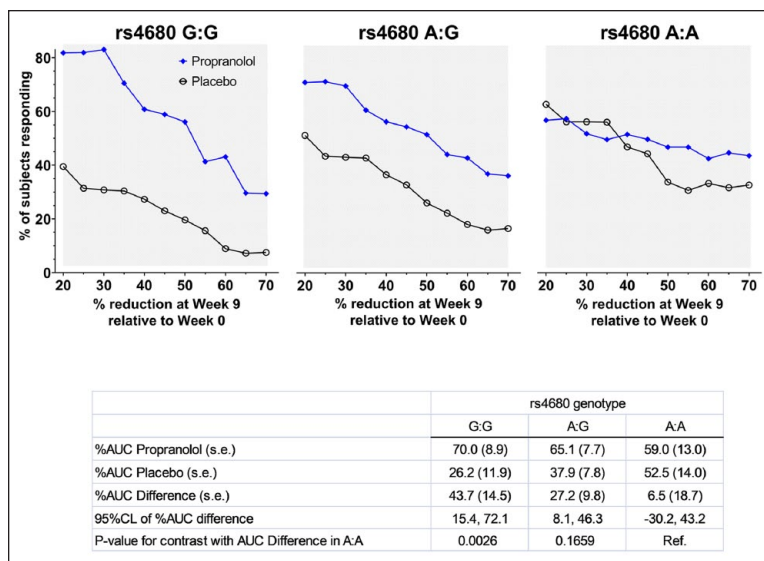 rs4680 G:G
rs4680 A:G
rs4680 A:A
Propranolol
Placebo
% of subjects responding
80
60
40
20
0
20 30 40 50 60 70
20 30 40 50 60 70
20 30 40 50 60 70
% reduction at Week 9
relative to Week 0
% reduction at Week 9
relative to Week 0
% reduction at Week 9
relative to Week 0
rs4680 genotype
G:G A:G A:A
%AUC Propranolol (s.e.) 70.0 (8.9) 65.1 (7.7) 59.0 (13.0)
%AUC Placebo (s.e.) 26.2 (11.9) 37.9 (7.8) 52.5 (14.0)
%AUC Difference (s.e.) 43.7 (14.5) 27.2 (9.8) 6.5 (18.7)
95%CL of %AUC difference 15.4, 72.1 8.1, 46.3 -30.2, 43.2
P-value for contrast with AUC Difference in A:A 0.0026 0.1659 Ref.